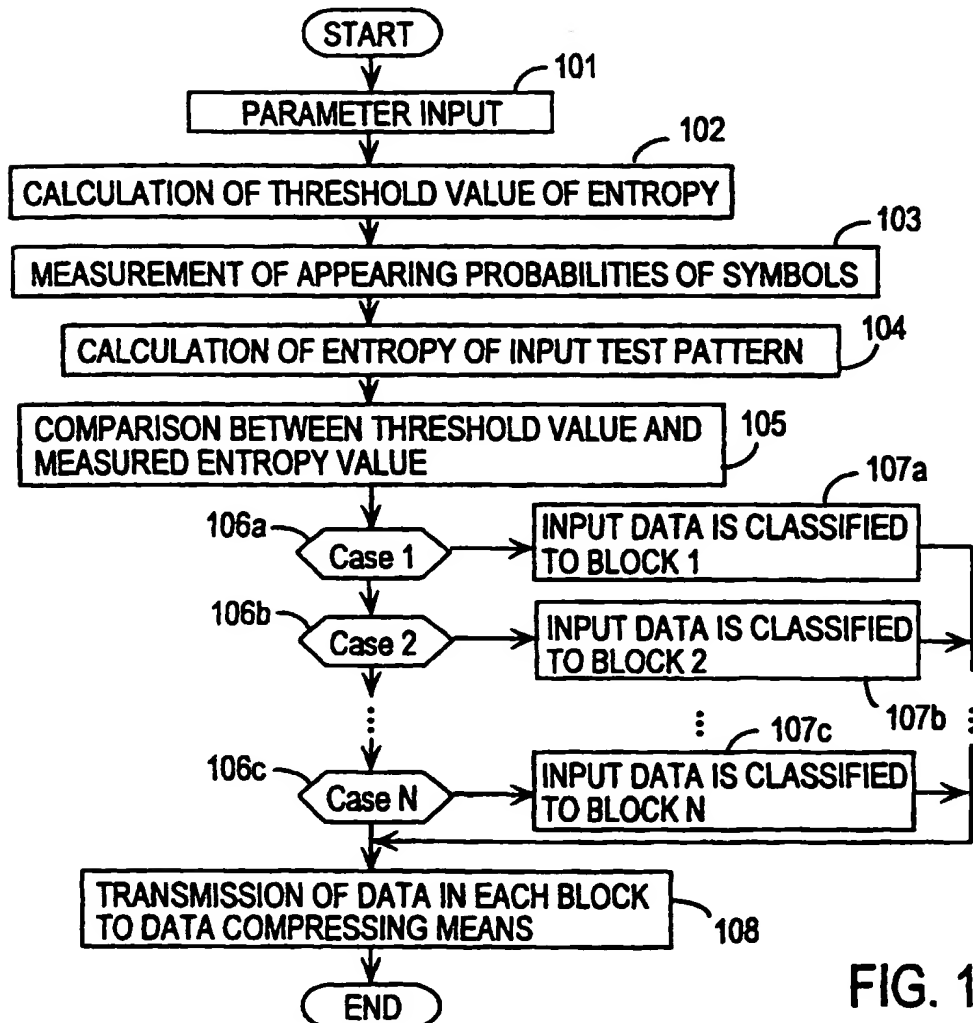 START
101
PARAMETER INPUT
102
CALCULATION OF THRESHOLD VALUE OF ENTROPY
103
MEASUREMENT OF APPEARING PROBABILITIES OF SYMBOLS
CALCULATION OF ENTROPY OF INPUT TEST PATTERN
104
COMPARISON BETWEEN THRESHOLD VALUE AND
MEASURED ENTROPY VALUE
105
107a
106a
Case 1
INPUT DATA IS CLASSIFIED
TO BLOCK 1
106b
Case 2
INPUT DATA IS CLASSIFIED
TO BLOCK 2
107b
107c
106c
Case N
INPUT DATA IS CLASSIFIED
TO BLOCK N
TRANSMISSION OF DATA IN EACH BLOCK
TO DATA COMPRESSING MEANS
108
END
FIG. 1